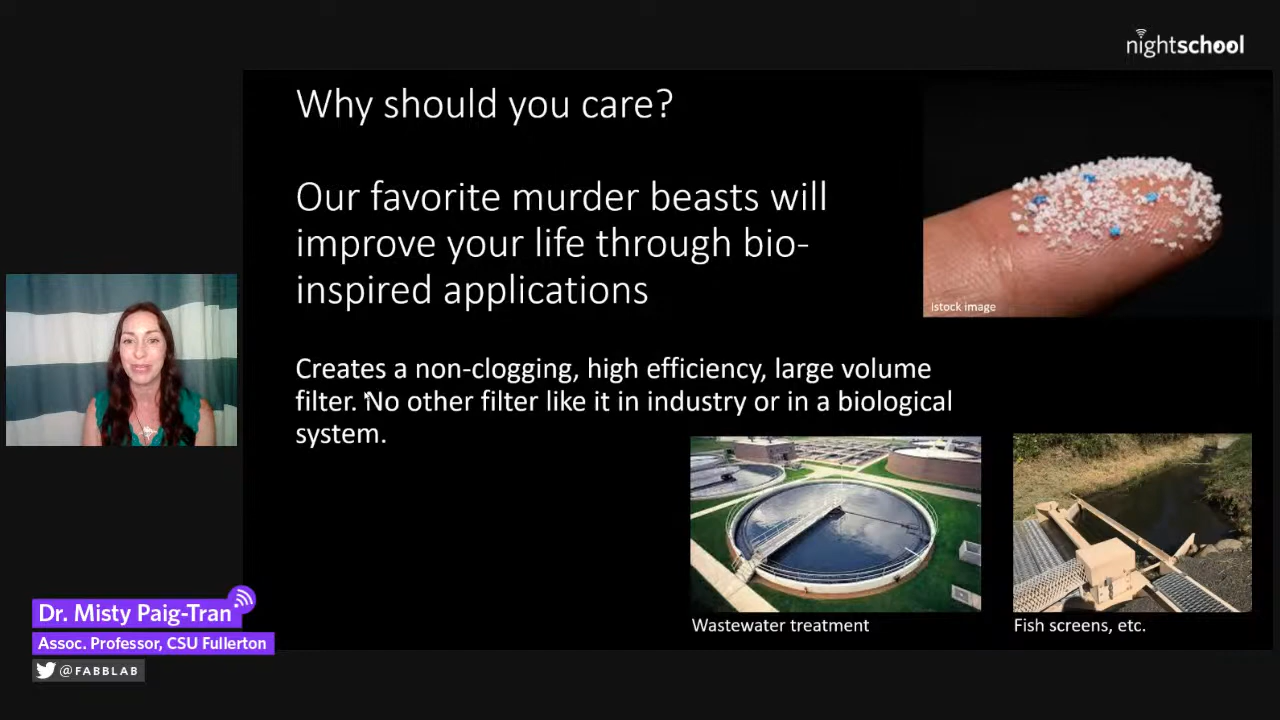 nightschool
Why should you care?
Our favorite murder beasts will
improve your life through bio-
inspired applications
istock image
Creates a non-clogging, high efficiency, large volume
filter. No other filter like it in industry or in a biological
system.
Wastewater treatment
Fish screens, etc.
Dr. Misty Paig-Tran
Assoc. Professor, CSU Fullerton
@FABBLAB